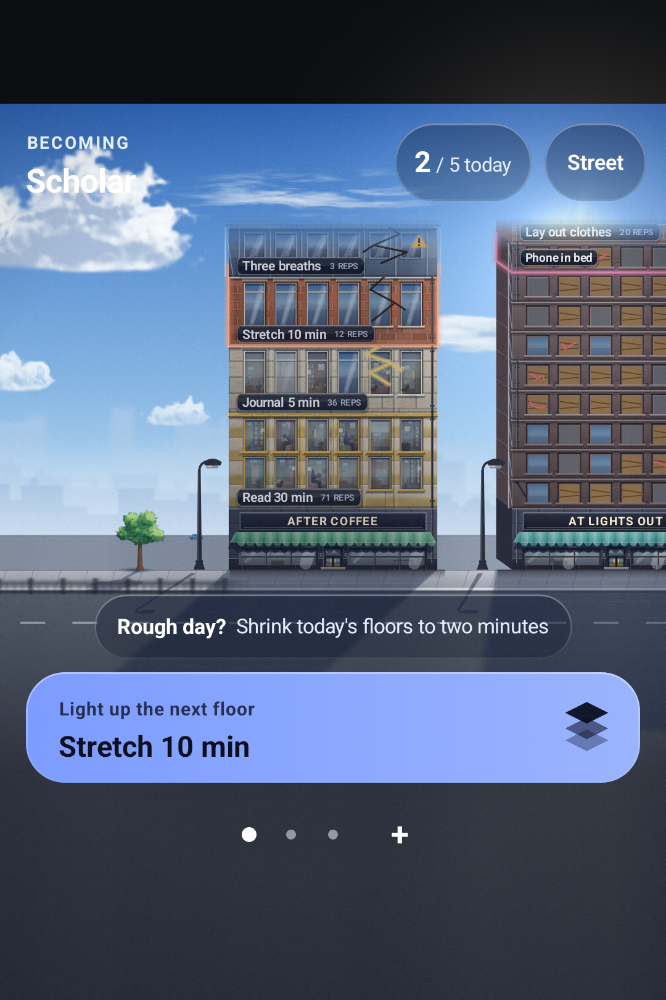 BECOMING
Scholar
2 / 5 today
Street
Three breaths 3 REPS
Stretch 10 min 12 REPS
Journal 5 min 36 REPS
Read 30 min 71 REPS
AFTER COFFEE
Lay out clothes 20 REPS
Phone in bed
AT LIGHTS OUT
Rough day? Shrink today's floors to two minutes
Light up the next floor
Stretch 10 min